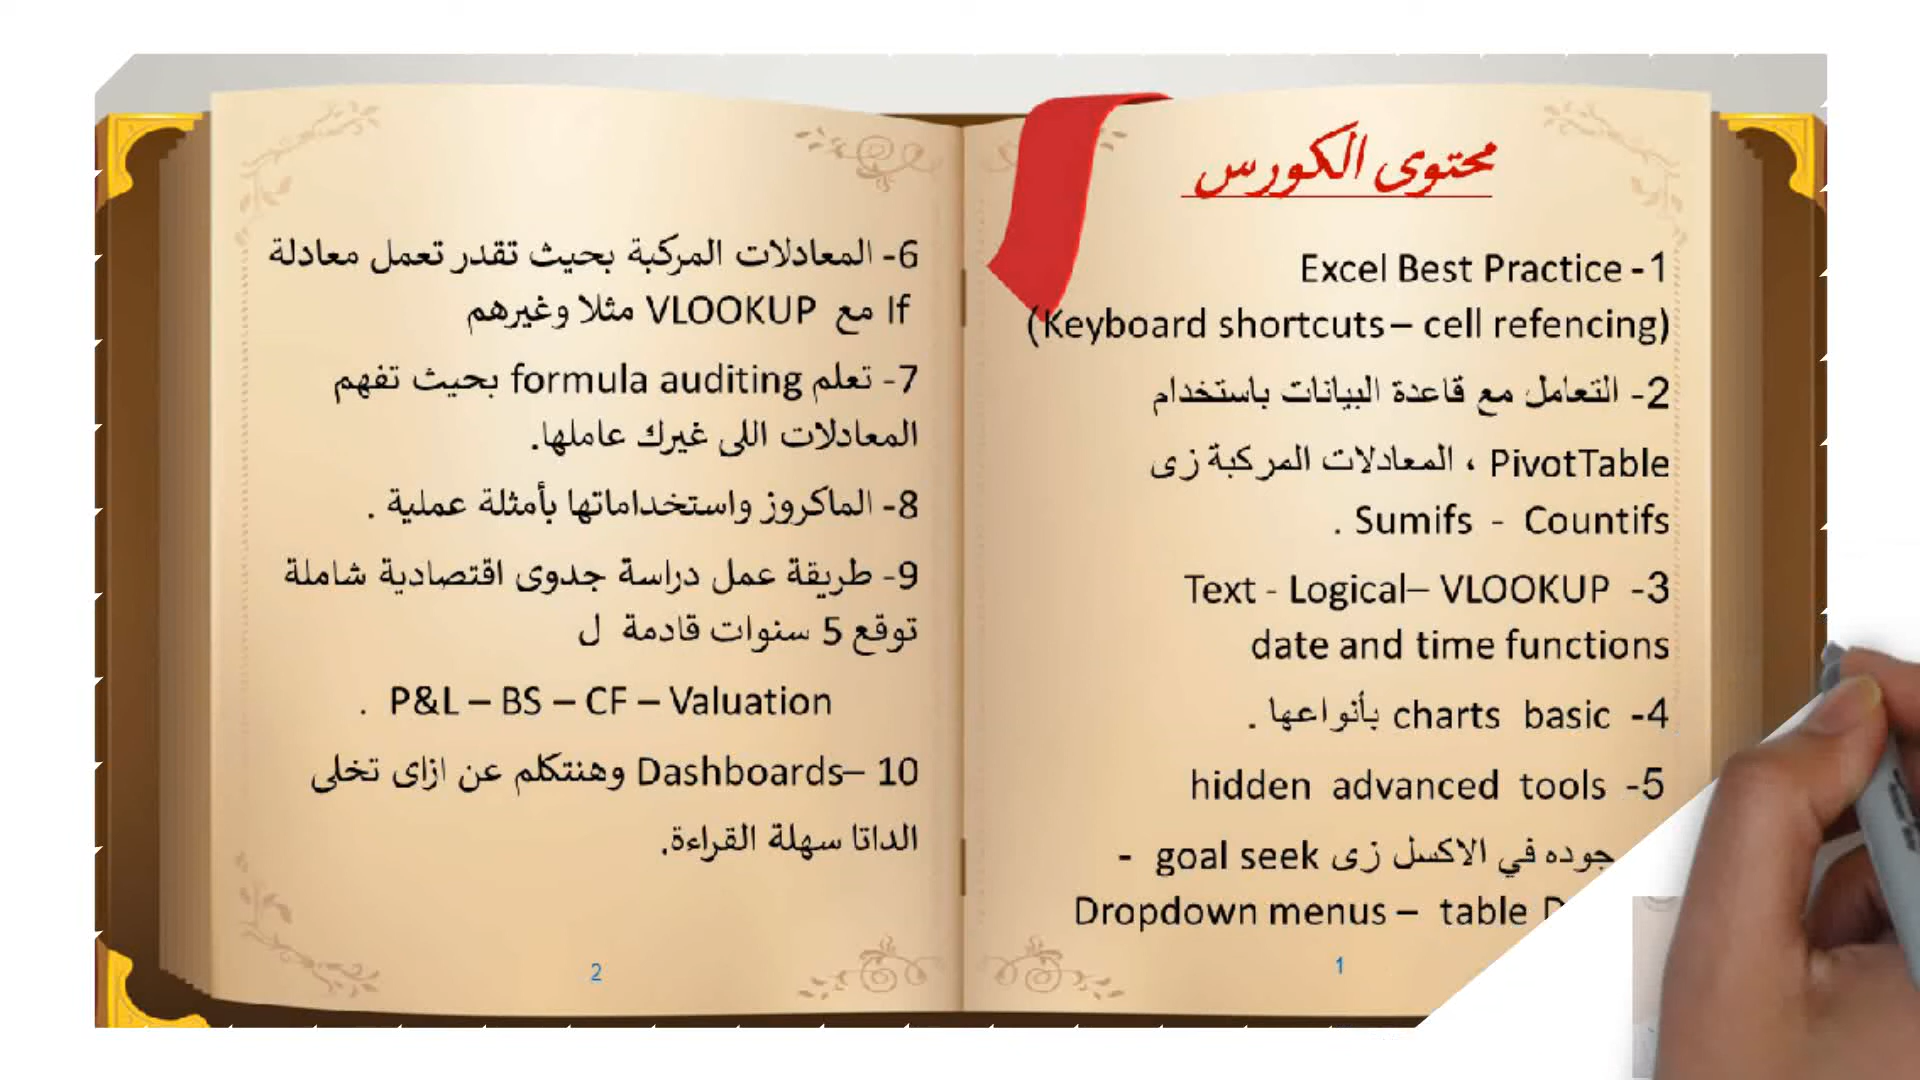 محتوى الكورس
1- Excel Best Practice
(Keyboard shortcuts – cell refencing)
2- التعامل مع قاعدة البيانات باستخدام
PivotTable ، المعادلات المركبة زى
Sumifs - Countifs .
3- Text - Logical– VLOOKUP
date and time functions
4- charts basic بأنواعها .
5- hidden advanced tools
جوده في الاكسل زى goal seek -
Dropdown menus – table
1
6- المعادلات المركبة بحيث تقدر تعمل معادلة
If مع VLOOKUP مثلا وغيرهم
7- تعلم formula auditing بحيث تفهم
المعادلات اللى غيرك عاملها.
8- الماكروز واستخداماتها بأمثلة عملية .
9- طريقة عمل دراسة جدوى اقتصادية شاملة
توقع 5 سنوات قادمة ل
P&L – BS – CF – Valuation .
10 –Dashboards وهنتكلم عن ازاى تخلى
الداتا سهلة القراءة.
2